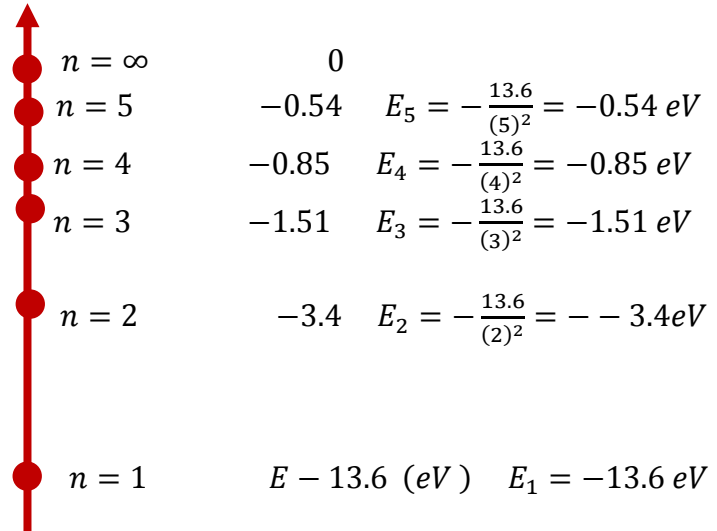 n = ∞ 0
n = 5 −0.54 E₅ = −13.6/(5)² = −0.54 eV
n = 4 −0.85 E₄ = −13.6/(4)² = −0.85 eV
n = 3 −1.51 E₃ = −13.6/(3)² = −1.51 eV
n = 2 −3.4 E₂ = −13.6/(2)² = − − 3.4eV
n = 1 E − 13.6 (eV ) E₁ = −13.6 eV